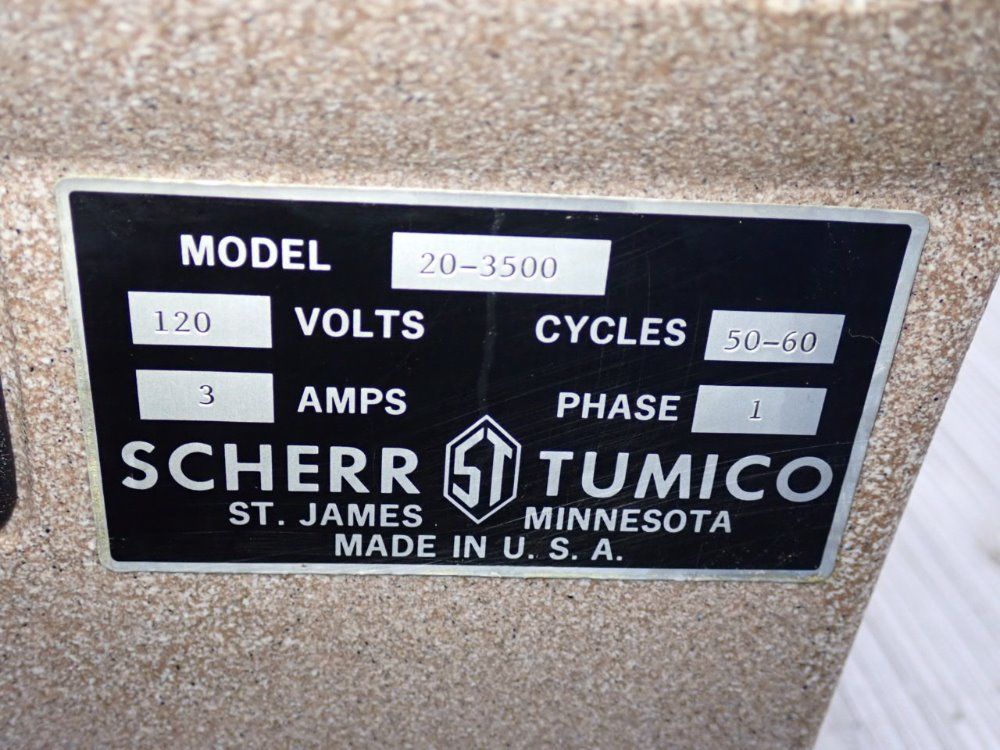 MODEL 20-3500
120 VOLTS CYCLES 50-60
3 AMPS PHASE 1
SCHERR ST TUMICO
ST. JAMES MINNESOTA
MADE IN U. S. A.